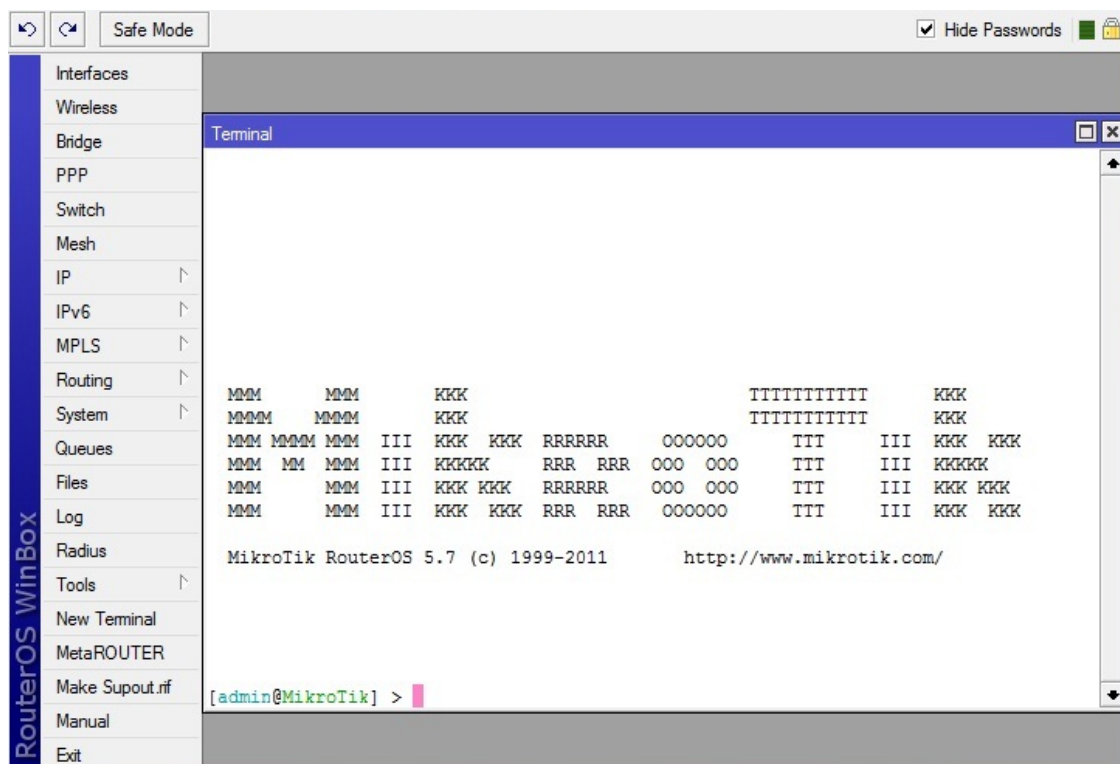 Safe Mode
Hide Passwords
RouterOS WinBox
Interfaces
Wireless
Bridge
PPP
Switch
Mesh
IP
IPv6
MPLS
Routing
System
Queues
Files
Log
Radius
Tools
New Terminal
MetaROUTER
Make Supout.rif
Manual
Exit
Terminal
MMM      MMM       KKK                          TTTTTTTTTTT      KKK
MMMM    MMMM       KKK                          TTTTTTTTTTT      KKK
MMM MMMM MMM  III  KKK  KKK  RRRRRR     OOOOOO      TTT     III  KKK  KKK
MMM  MM  MMM  III  KKKKK     RRR  RRR  OOO  OOO     TTT     III  KKKKK
MMM      MMM  III  KKK KKK   RRRRRR    OOO  OOO     TTT     III  KKK KKK
MMM      MMM  III  KKK  KKK  RRR  RRR   OOOOOO      TTT     III  KKK  KKK
MikroTik RouterOS 5.7 (c) 1999-2011       http://www.mikrotik.com/
[admin@MikroTik] >